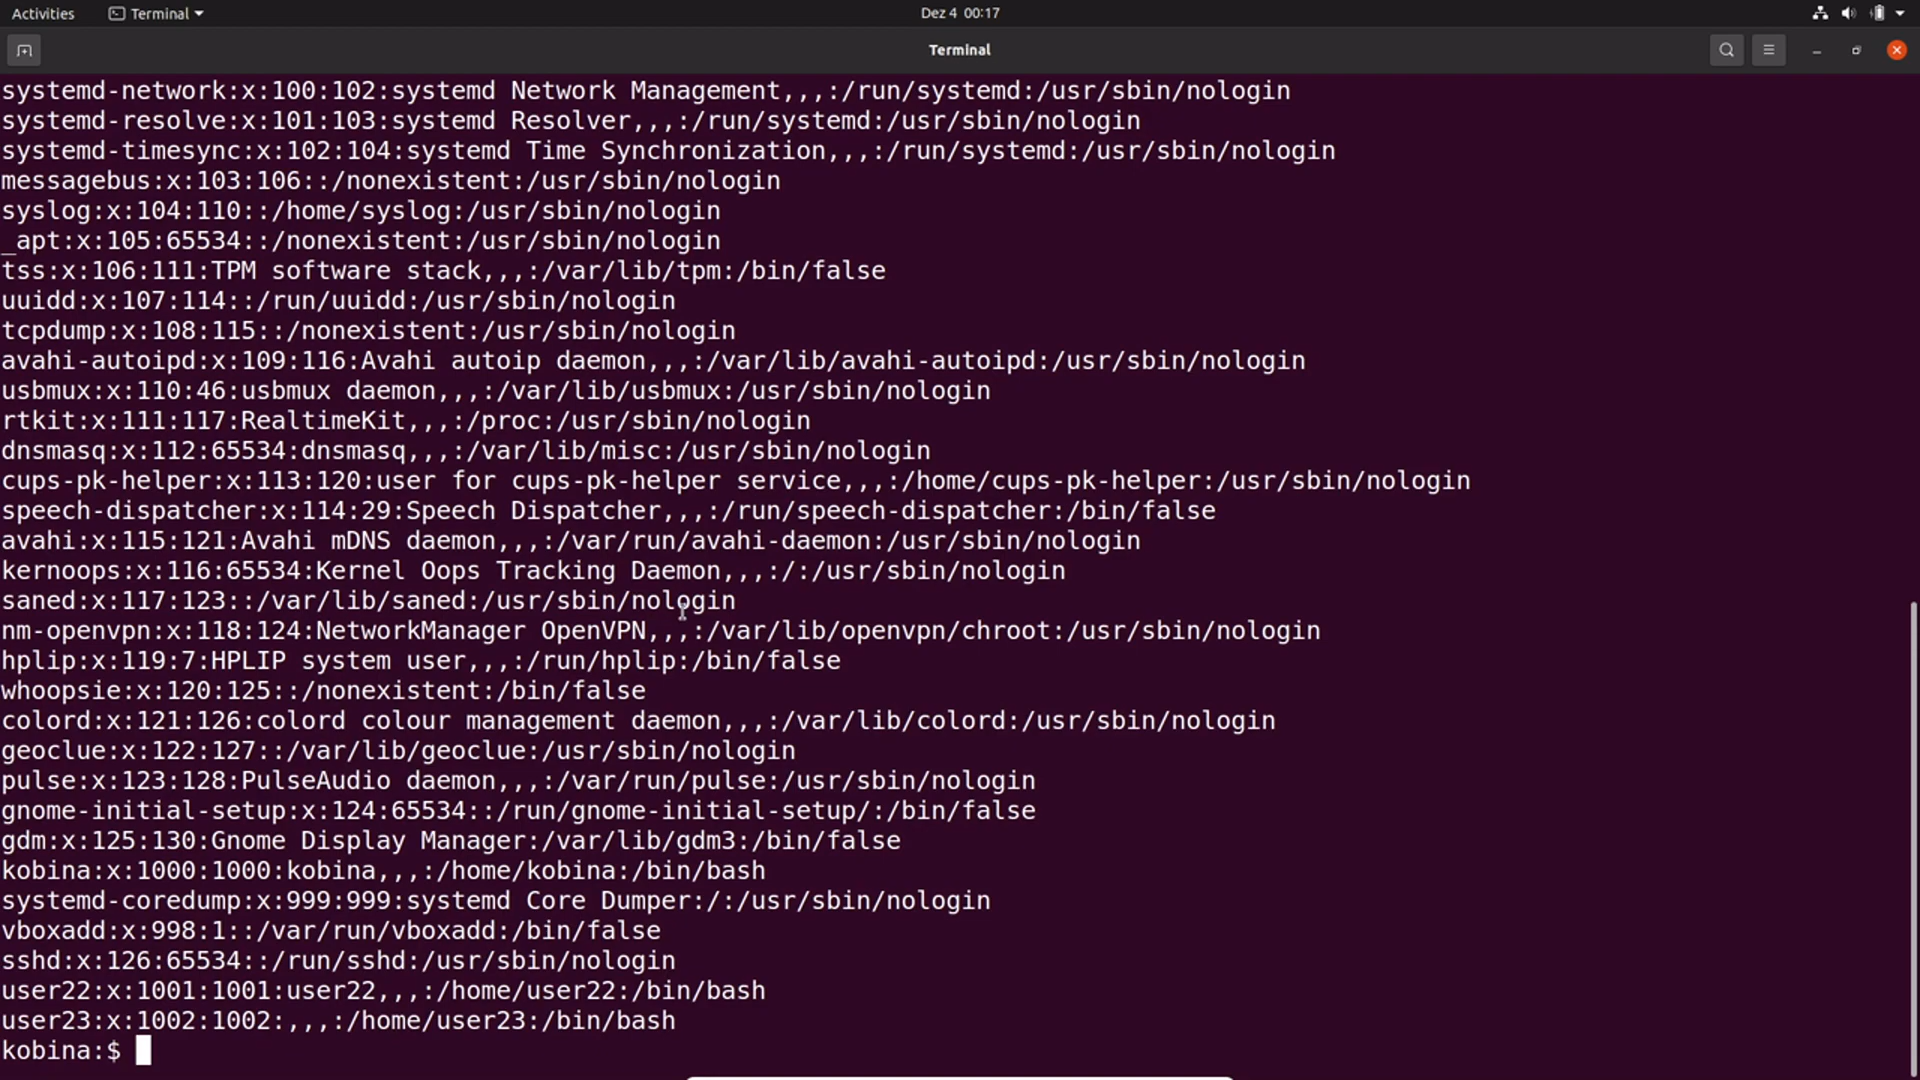 Activities
Terminal
Dez 4 00:17
Terminal
systemd-network:x:100:102:systemd Network Management,,,:/run/systemd:/usr/sbin/nologin
systemd-resolve:x:101:103:systemd Resolver,,,:/run/systemd:/usr/sbin/nologin
systemd-timesync:x:102:104:systemd Time Synchronization,,,:/run/systemd:/usr/sbin/nologin
messagebus:x:103:106::/nonexistent:/usr/sbin/nologin
syslog:x:104:110::/home/syslog:/usr/sbin/nologin
_apt:x:105:65534::/nonexistent:/usr/sbin/nologin
tss:x:106:111:TPM software stack,,,:/var/lib/tpm:/bin/false
uuidd:x:107:114::/run/uuidd:/usr/sbin/nologin
tcpdump:x:108:115::/nonexistent:/usr/sbin/nologin
avahi-autoipd:x:109:116:Avahi autoip daemon,,,:/var/lib/avahi-autoipd:/usr/sbin/nologin
usbmux:x:110:46:usbmux daemon,,,:/var/lib/usbmux:/usr/sbin/nologin
rtkit:x:111:117:RealtimeKit,,,:/proc:/usr/sbin/nologin
dnsmasq:x:112:65534:dnsmasq,,,:/var/lib/misc:/usr/sbin/nologin
cups-pk-helper:x:113:120:user for cups-pk-helper service,,,:/home/cups-pk-helper:/usr/sbin/nologin
speech-dispatcher:x:114:29:Speech Dispatcher,,,:/run/speech-dispatcher:/bin/false
avahi:x:115:121:Avahi mDNS daemon,,,:/var/run/avahi-daemon:/usr/sbin/nologin
kernoops:x:116:65534:Kernel Oops Tracking Daemon,,,:/:/usr/sbin/nologin
saned:x:117:123::/var/lib/saned:/usr/sbin/nologin
nm-openvpn:x:118:124:NetworkManager OpenVPN,,,:/var/lib/openvpn/chroot:/usr/sbin/nologin
hplip:x:119:7:HPLIP system user,,,:/run/hplip:/bin/false
whoopsie:x:120:125::/nonexistent:/bin/false
colord:x:121:126:colord colour management daemon,,,:/var/lib/colord:/usr/sbin/nologin
geoclue:x:122:127::/var/lib/geoclue:/usr/sbin/nologin
pulse:x:123:128:PulseAudio daemon,,,:/var/run/pulse:/usr/sbin/nologin
gnome-initial-setup:x:124:65534::/run/gnome-initial-setup/:/bin/false
gdm:x:125:130:Gnome Display Manager:/var/lib/gdm3:/bin/false
kobina:x:1000:1000:kobina,,,:/home/kobina:/bin/bash
systemd-coredump:x:999:999:systemd Core Dumper:/:/usr/sbin/nologin
vboxadd:x:998:1::/var/run/vboxadd:/bin/false
sshd:x:126:65534::/run/sshd:/usr/sbin/nologin
user22:x:1001:1001:user22,,,:/home/user22:/bin/bash
user23:x:1002:1002:,,,:/home/user23:/bin/bash
kobina:$